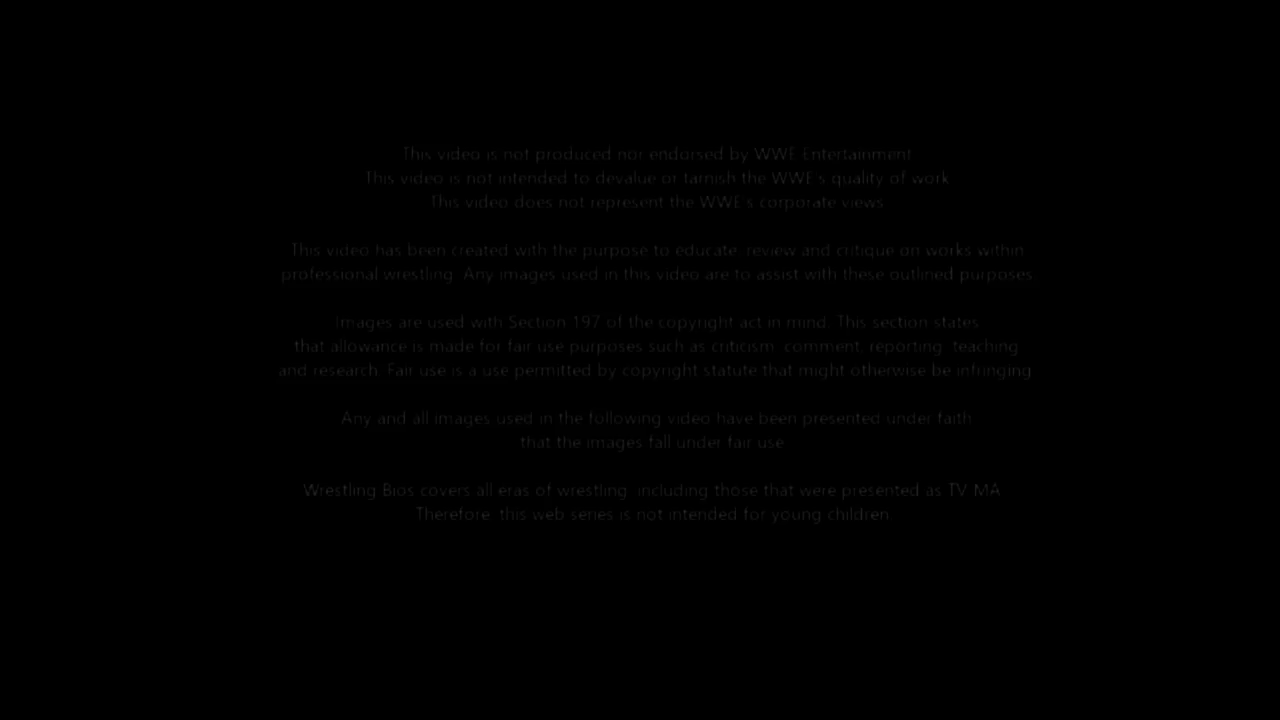 This video is not produced nor endorsed by WWE Entertainment
This video is not intended to devalue or tarnish the WWE's quality of work
This video does not represent the WWE's corporate views
This video has been created with the purpose to educate, review and critique on works within
professional wrestling. Any images used in this video are to assist with these outlined purposes
Images are used with Section 197 of the copyright act in mind. This section states
that allowance is made for fair use purposes such as criticism, comment, reporting, teaching
and research. Fair use is a use permitted by copyright statute that might otherwise be infringing
Any and all images used in the following video have been presented under faith
that the images fall under fair use
Wrestling Bios covers all eras of wrestling, including those that were presented as TV MA
Therefore, this web series is not intended for young children.